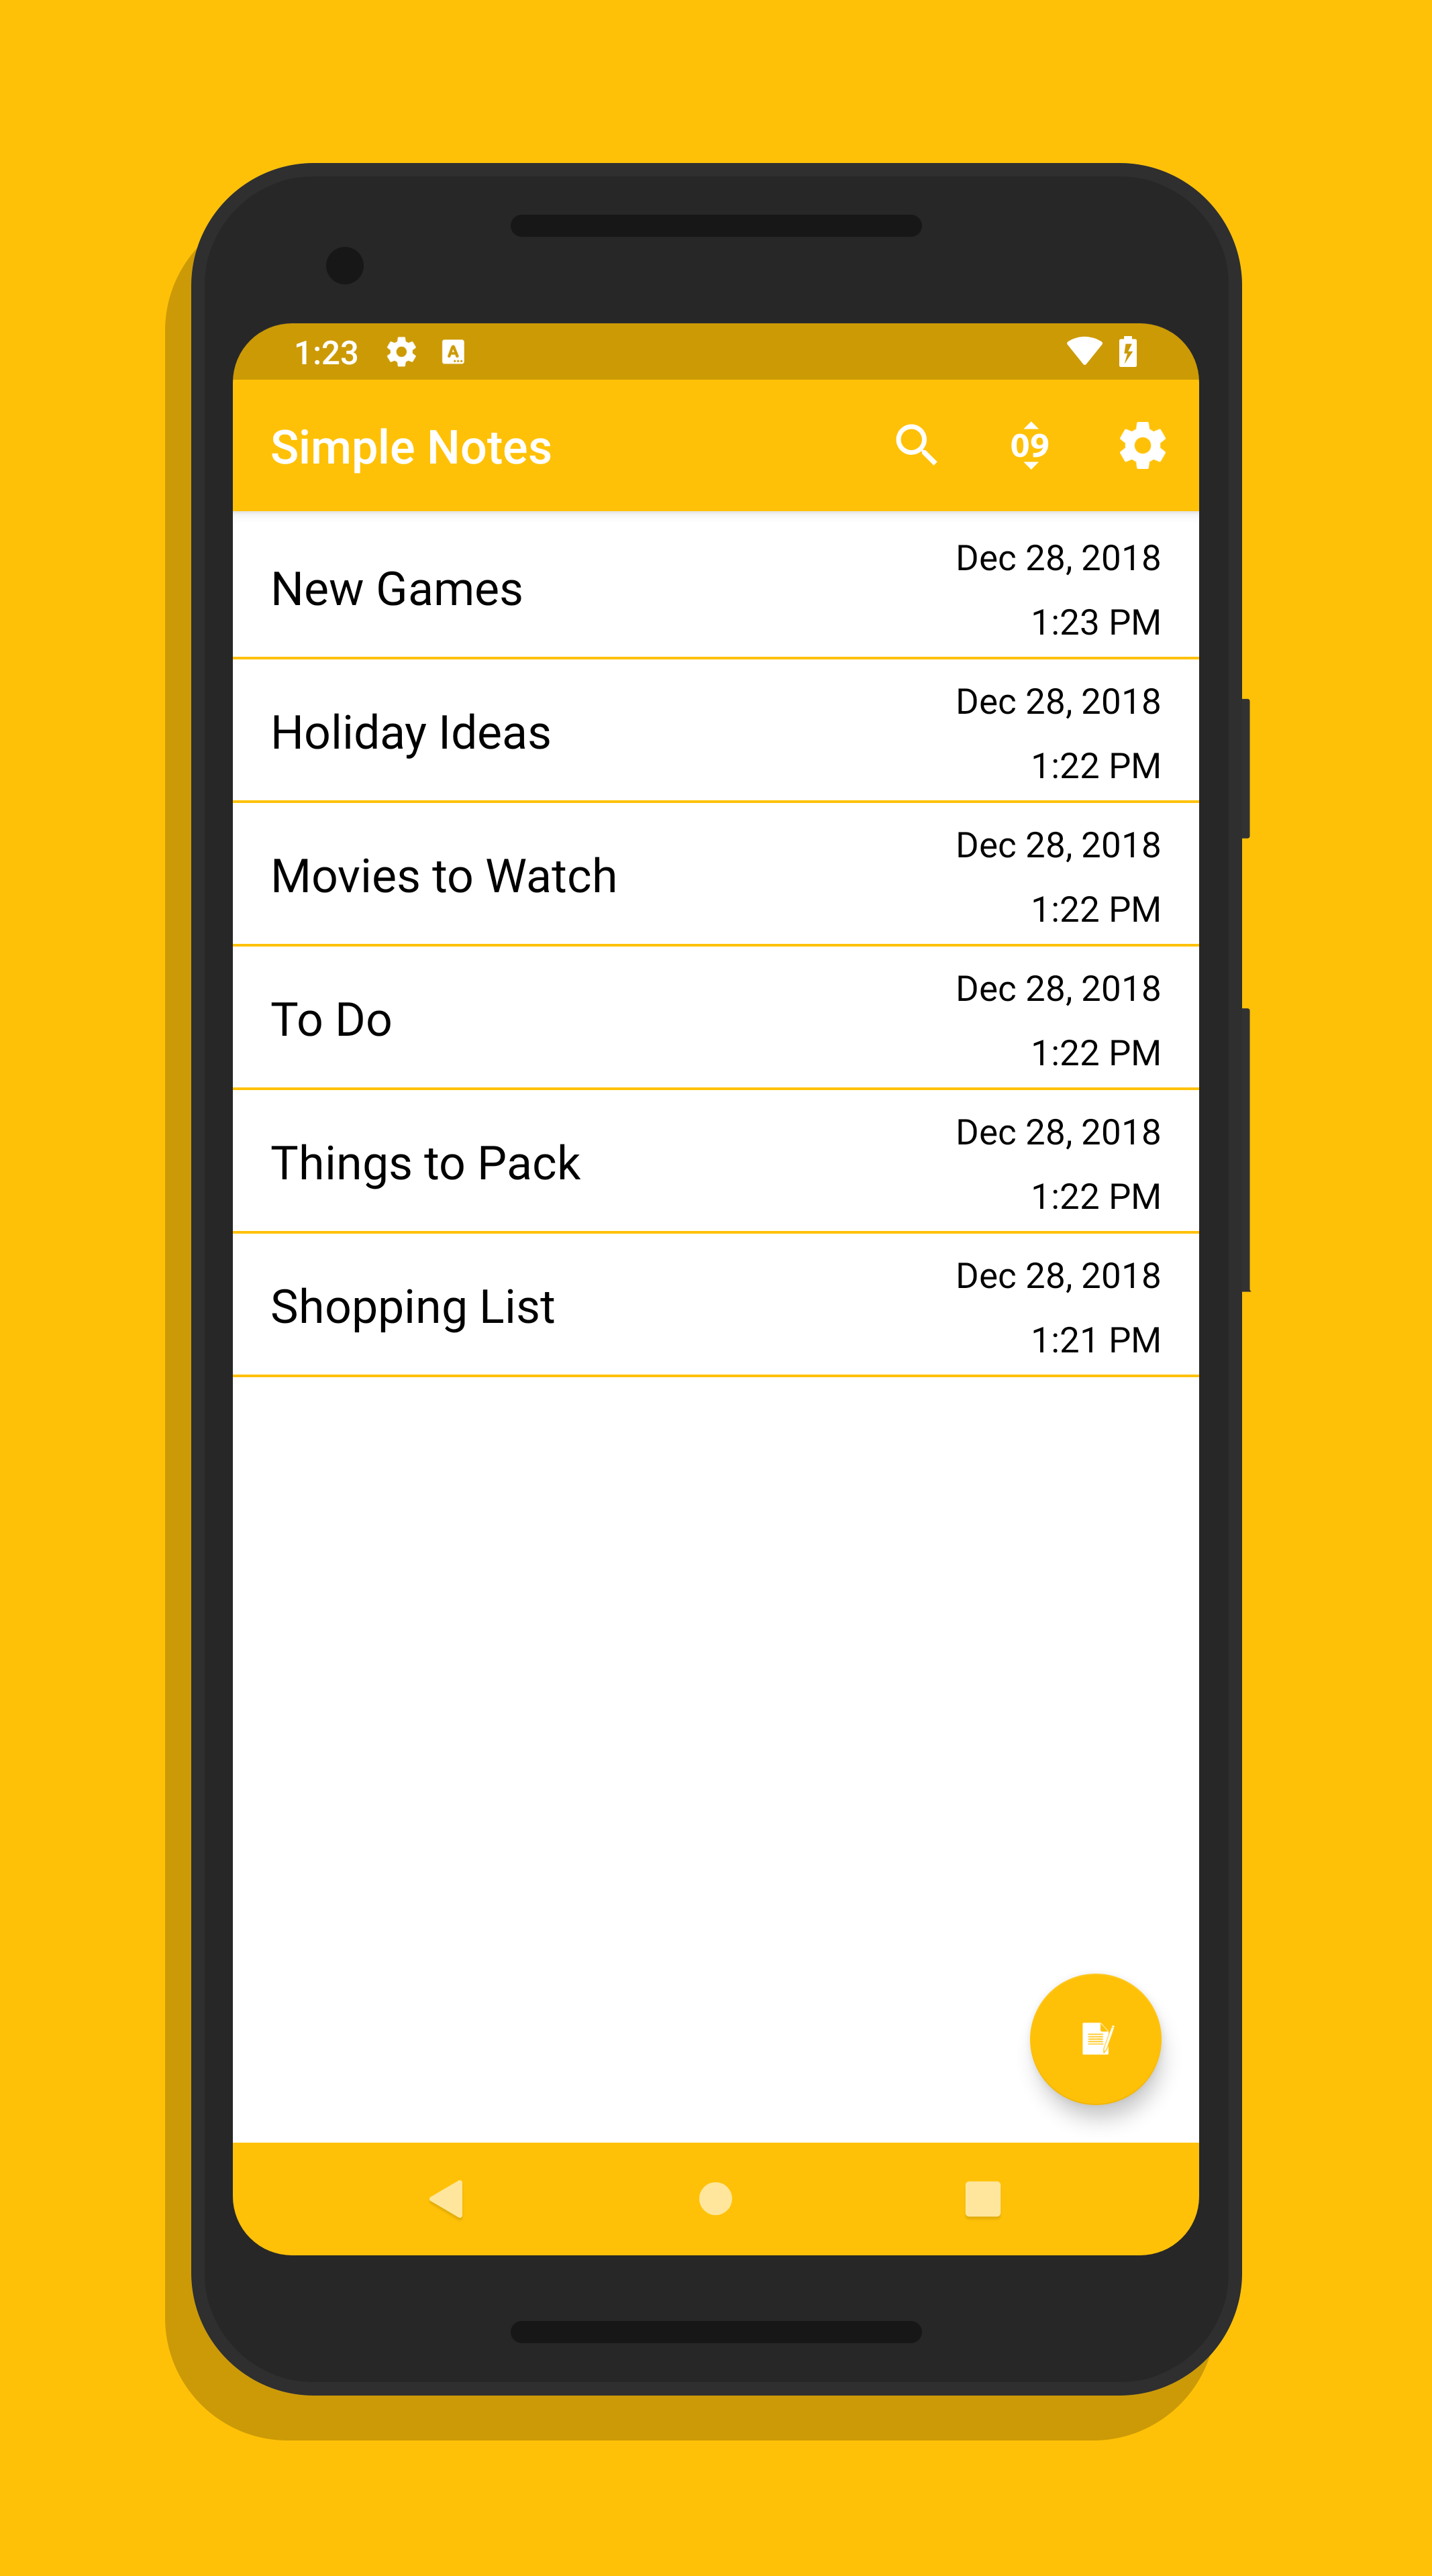 1:23
Simple Notes
09
New Games
Dec 28, 2018
1:23 PM
Holiday Ideas
Dec 28, 2018
1:22 PM
Movies to Watch
Dec 28, 2018
1:22 PM
To Do
Dec 28, 2018
1:22 PM
Things to Pack
Dec 28, 2018
1:22 PM
Shopping List
Dec 28, 2018
1:21 PM